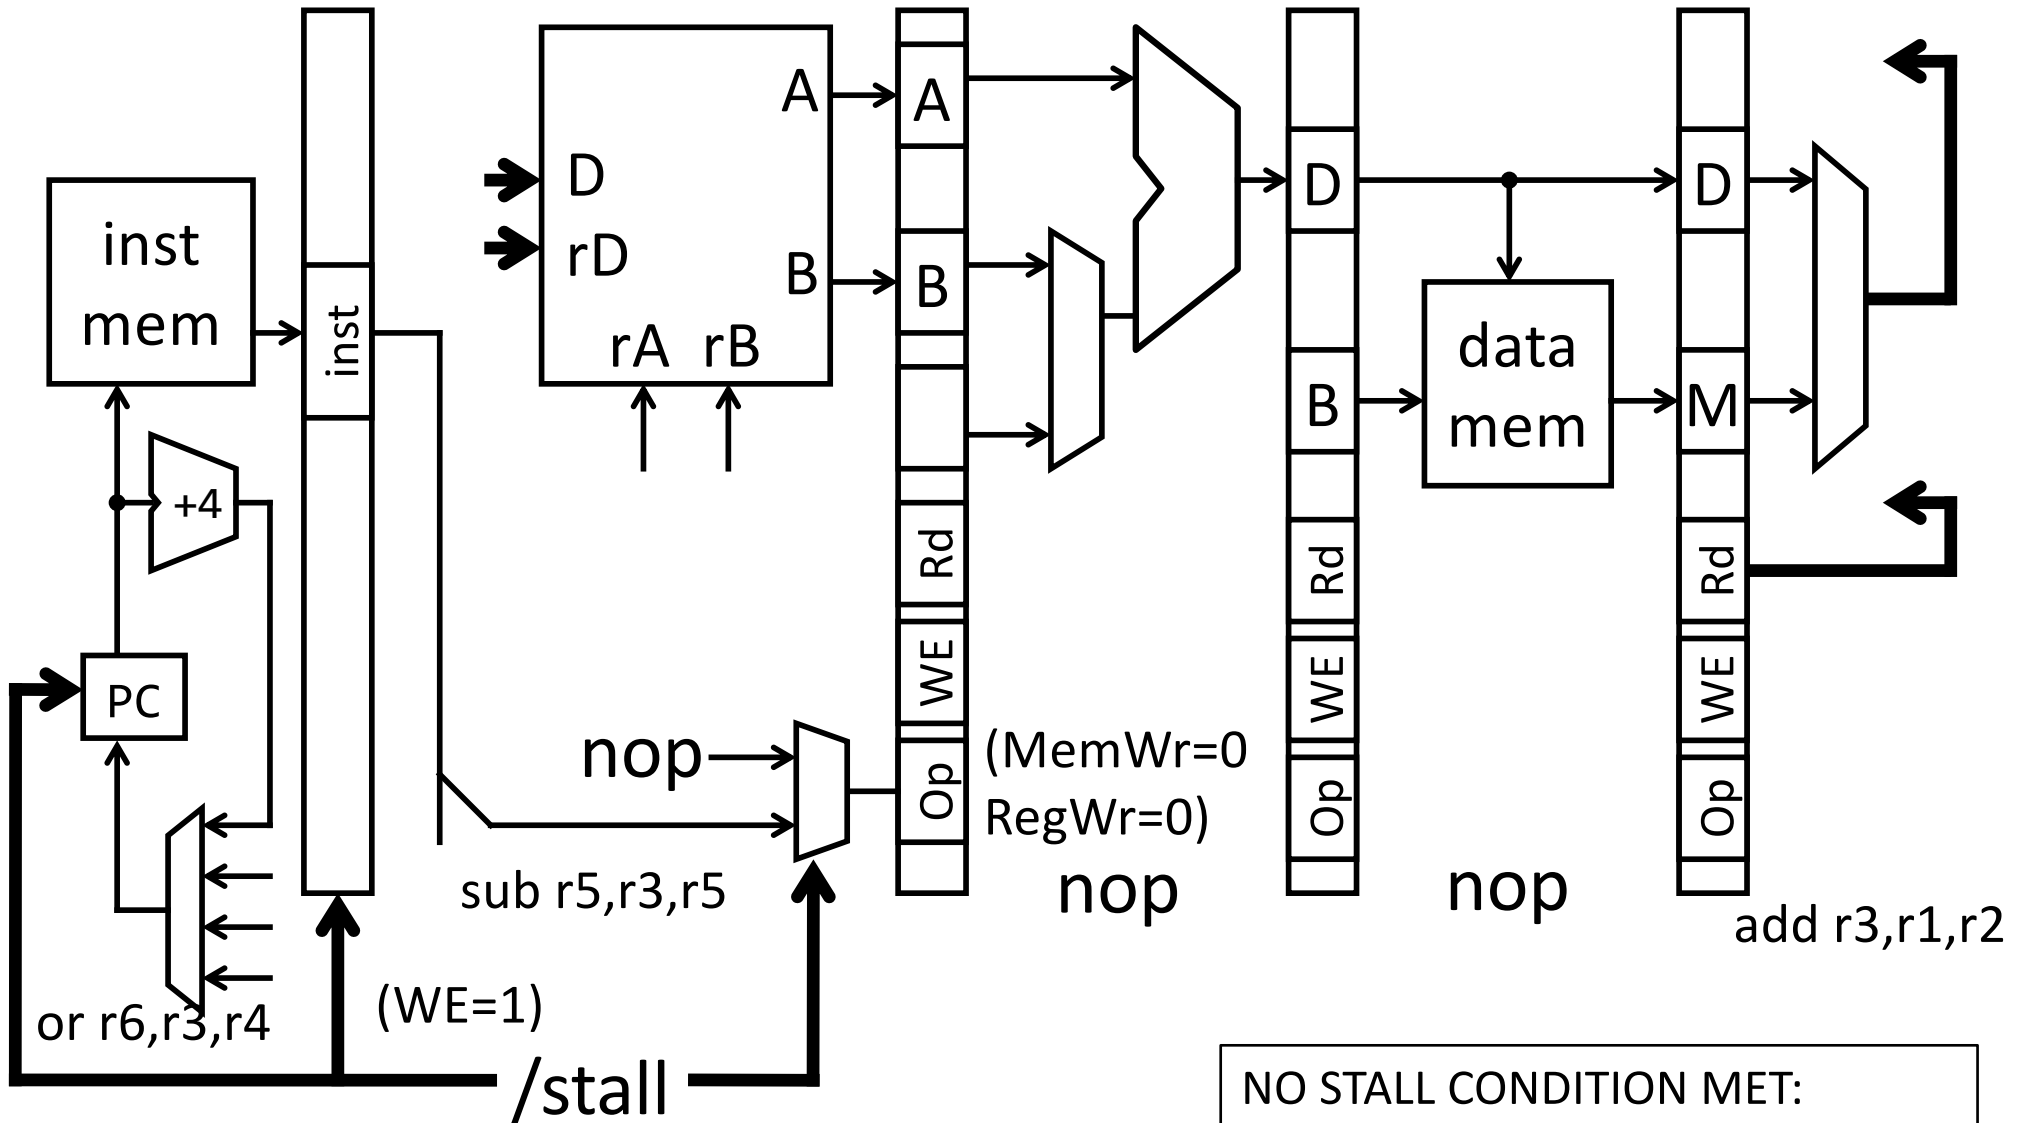 inst
mem
+4
PC
or r6,r3,r4
inst
(WE=1)
/stall
D
rD
A
B
rA rB
nop
sub r5,r3,r5
A
B
Rd
WE
Op
(MemWr=0
RegWr=0)
nop
D
B
Rd
WE
Op
data
mem
nop
D
M
Rd
WE
Op
add r3,r1,r2
NO STALL CONDITION MET: